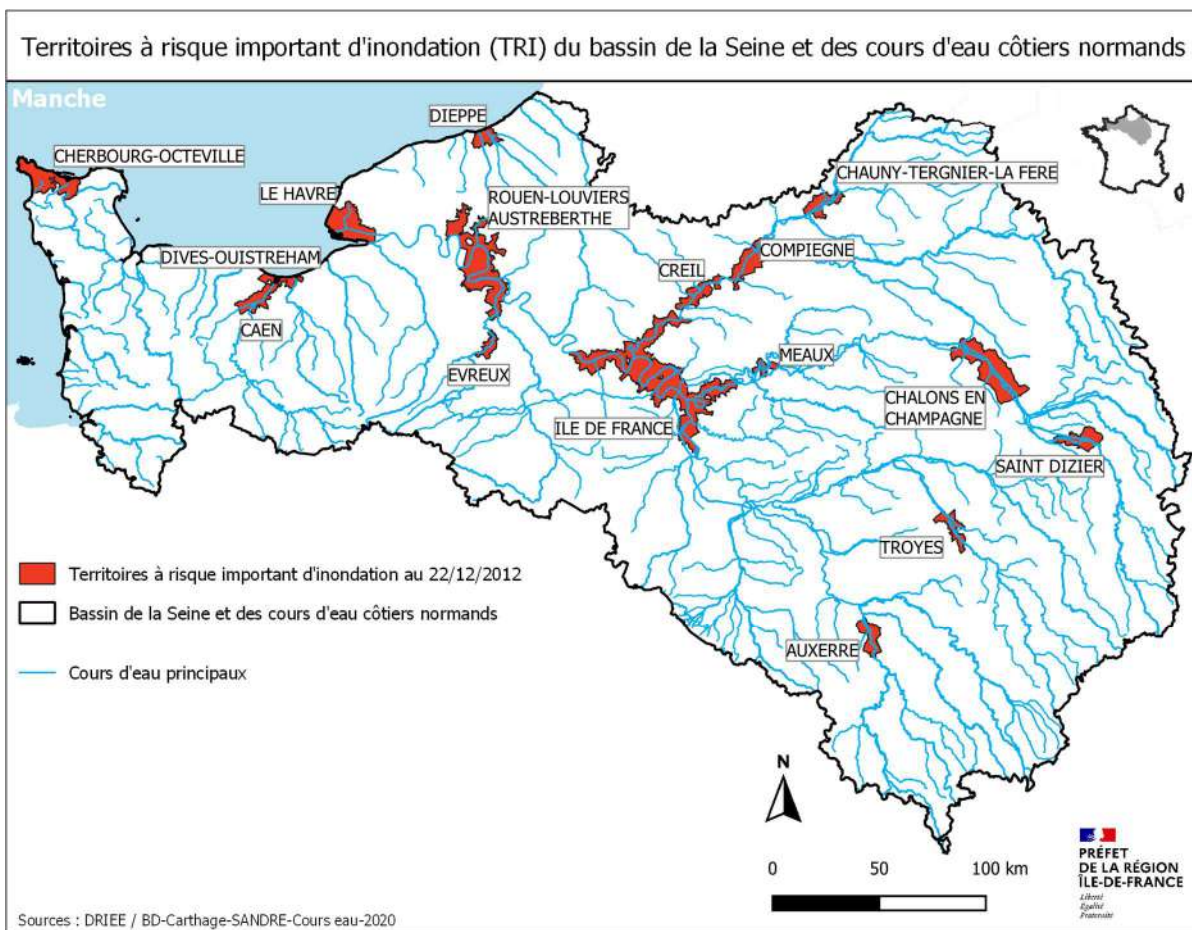 Territoires à risque important d'inondation (TRI) du bassin de la Seine et des cours d'eau côtiers normands
Manche
DIEPPE
CHERBOURG-OCTEVILLE
CHAUNY-TERGNIER-LA FERE
LE HAVRE
ROUEN-LOUVIERS
AUSTREBERTHE
DIVES-OUISTREHAM
COMPIEGNE
CREIL
CAEN
MEAUX
EVREUX
CHALONS EN
CHAMPAGNE
ILE DE FRANCE
SAINT DIZIER
TROYES
Territoires à risque important d'inondation au 22/12/2012
Bassin de la Seine et des cours d'eau côtiers normands
AUXERRE
Cours d'eau principaux
N
0 50 100 km
PRÉFET
DE LA RÉGION
ÎLE-DE-FRANCE
Liberté
Égalité
Fraternité
Sources : DRIEE / BD-Carthage-SANDRE-Cours eau-2020